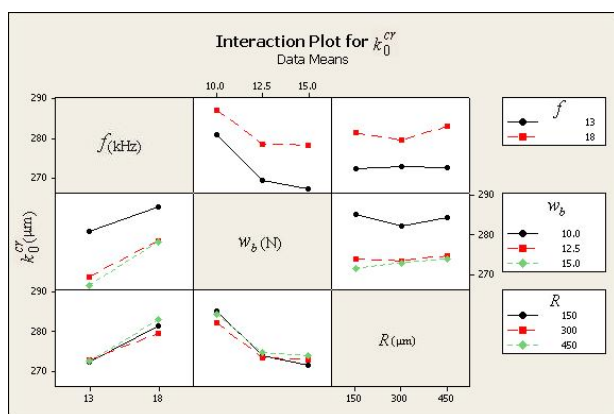 Interaction Plot for k₀ᶜʳ
Data Means
10.0 12.5 15.0
290
280
270
f(kHz)
f
13
18
k₀ᶜʳ(μm)
w_b(N)
290
280
270
w_b
10.0
12.5
15.0
290
280
270
R(μm)
R
150
300
450
13 18
150 300 450